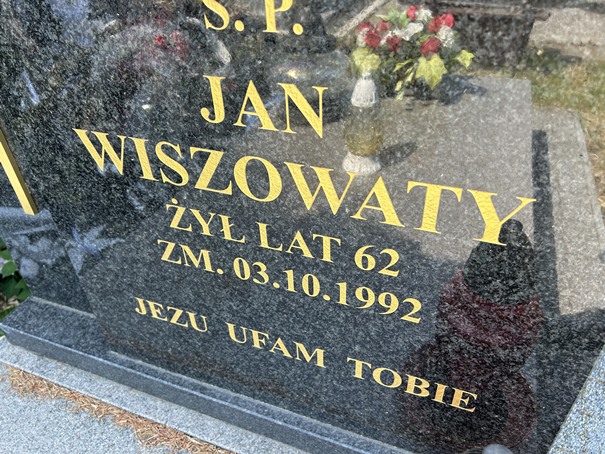 Ś. P.
JAN
WISZOWATY
ŻYŁ LAT 62
ZM. 03.10.1992
JEZU UFAM TOBIE